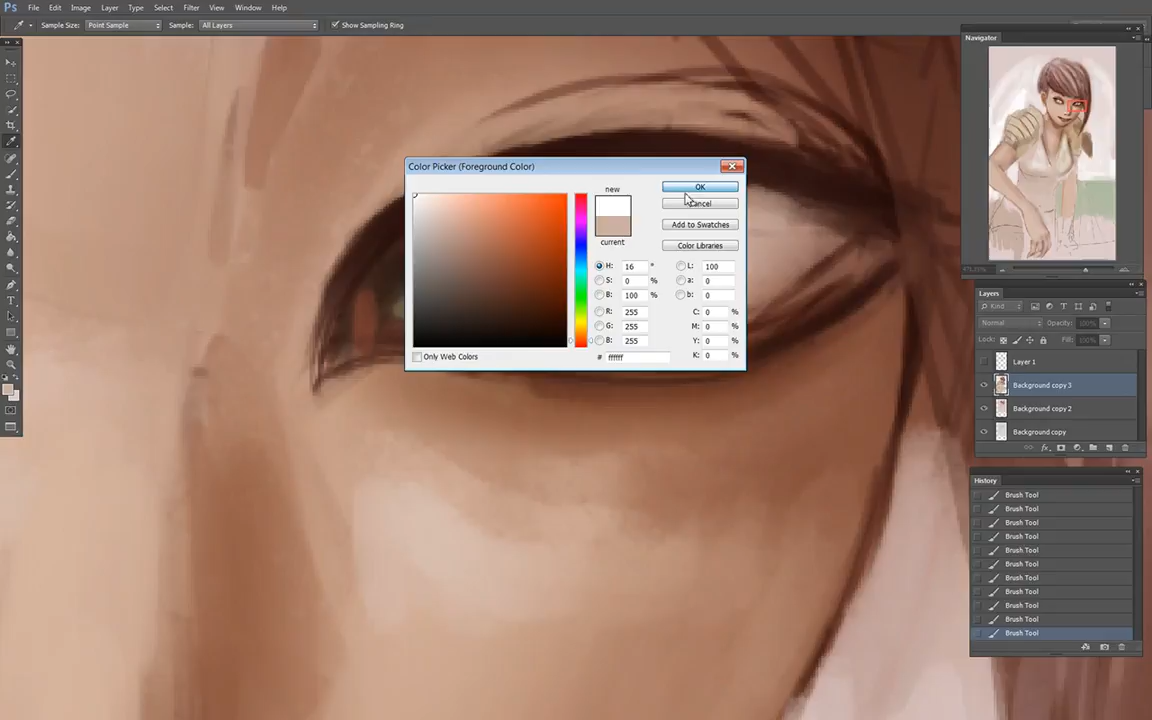 Ps File Edit Image Layer Type Select Filter View Window Help
Sample Size: Point Sample Sample: All Layers Show Sampling Ring
Navigator
Color Picker (Foreground Color)
new
current
OK
Cancel
Add to Swatches
Color Libraries
H: 16 ° L: 100
S: 0 % a: 0
B: 100 % b: 0
R: 255 C: 0 %
G: 255 M: 0 %
B: 255 Y: 0 %
# ffffff K: 0 %
Only Web Colors
Layers
Kind
Normal Opacity: 100%
Lock: Fill: 100%
Layer 1
Background copy 3
Background copy 2
Background copy
fx
History
Brush Tool
Brush Tool
Brush Tool
Brush Tool
Brush Tool
Brush Tool
Brush Tool
Brush Tool
Brush Tool
Brush Tool
Brush Tool